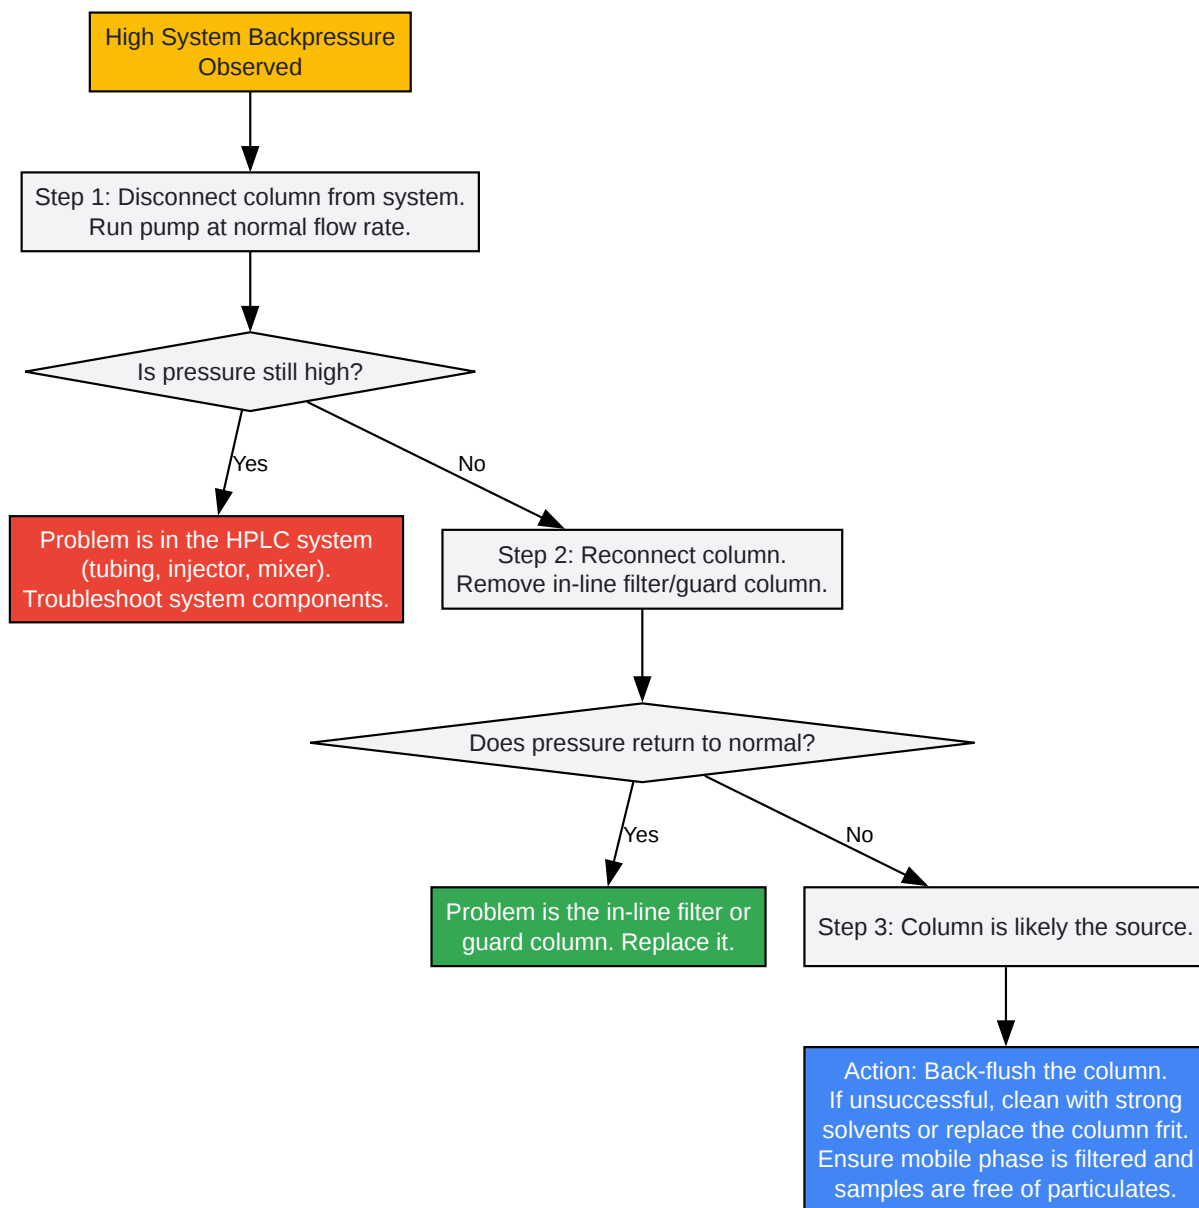 High System Backpressure
Observed
Step 1: Disconnect column from system.
Run pump at normal flow rate.
Is pressure still high?
Yes
No
Problem is in the HPLC system
(tubing, injector, mixer).
Troubleshoot system components.
Step 2: Reconnect column.
Remove in-line filter/guard column.
Does pressure return to normal?
Yes
No
Problem is the in-line filter or
guard column. Replace it.
Step 3: Column is likely the source.
Action: Back-flush the column.
If unsuccessful, clean with strong
solvents or replace the column frit.
Ensure mobile phase is filtered and
samples are free of particulates.